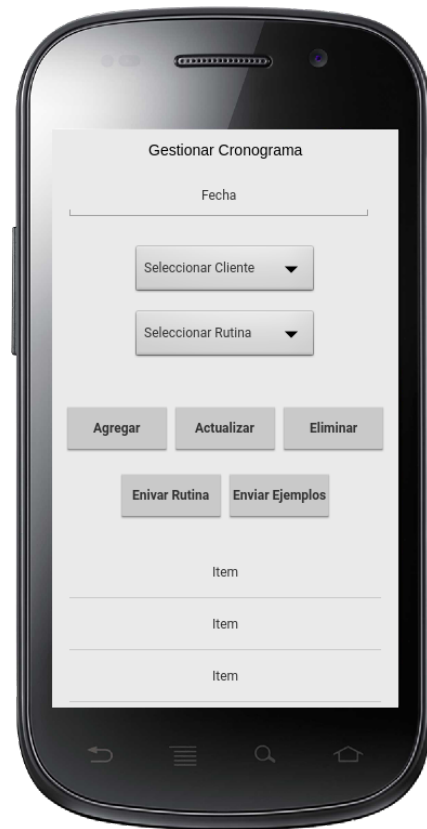 Gestionar Cronograma
Fecha
Seleccionar Cliente
Seleccionar Rutina
Agregar Actualizar Eliminar
Enivar Rutina Enviar Ejemplos
Item
Item
Item